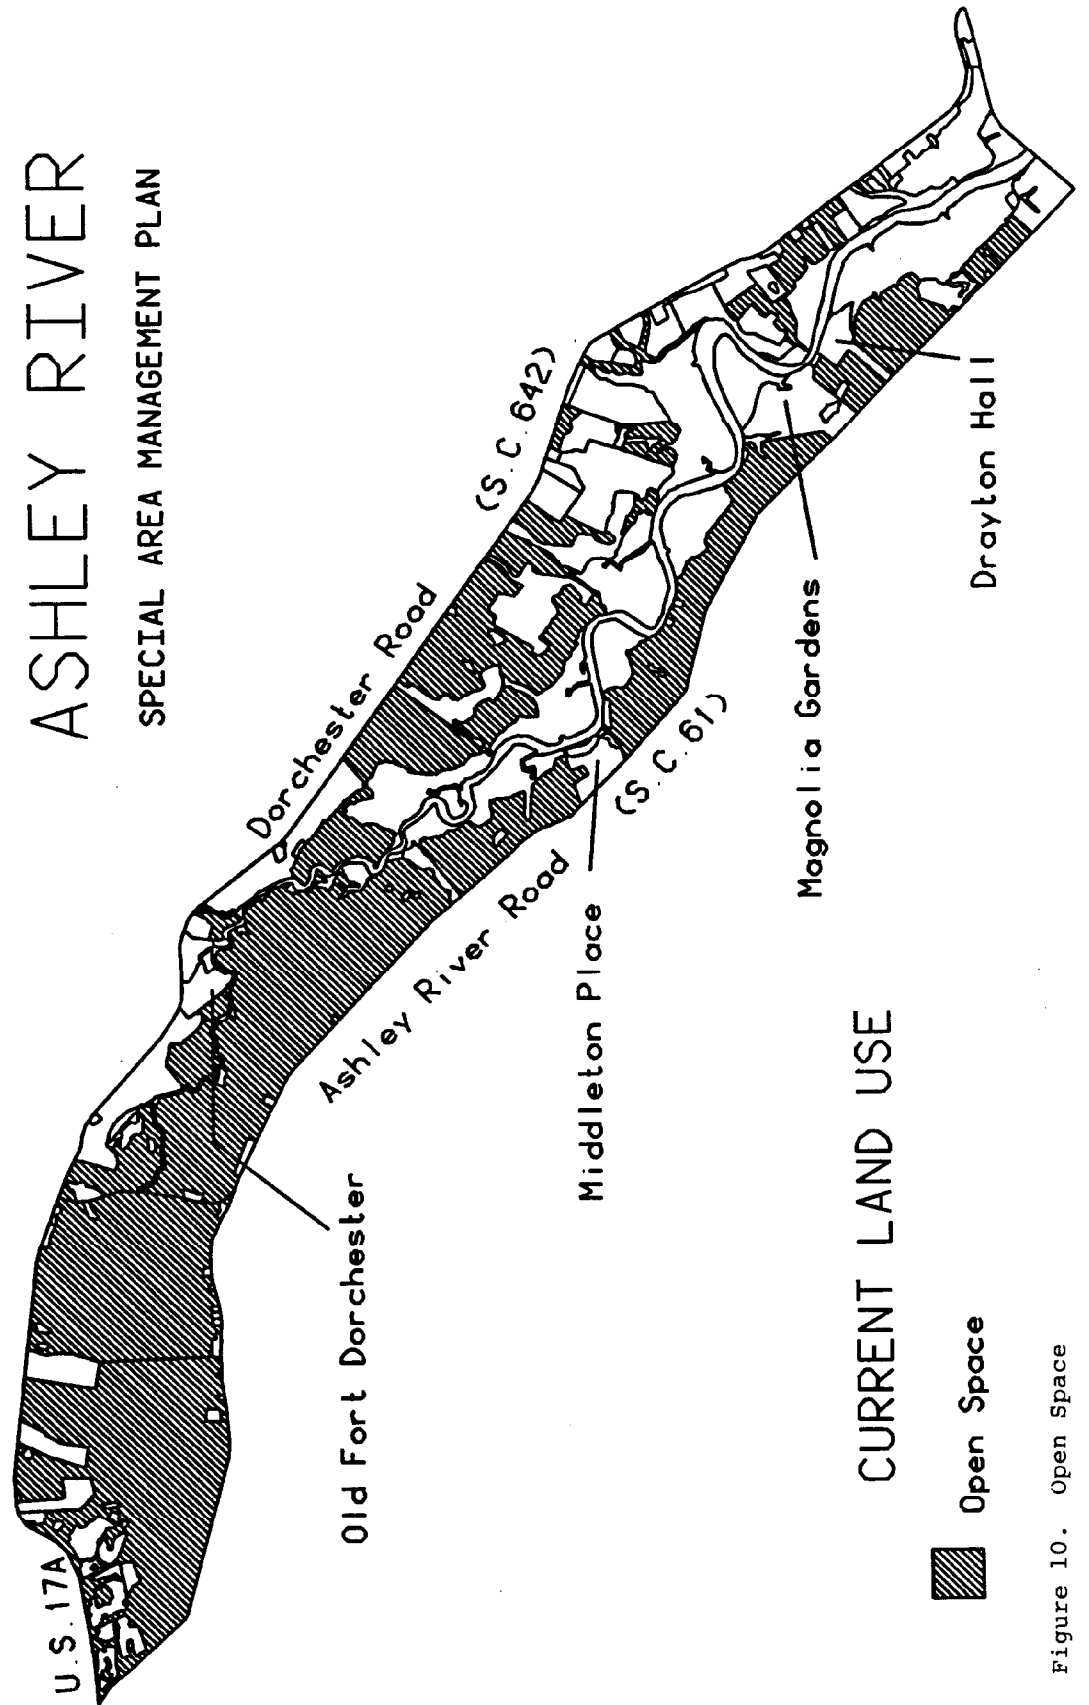 ASHLEY RIVER
SPECIAL AREA MANAGEMENT PLAN
U.S. 17A
Dorchester Road
(S.C. 642)
Old Fort Dorchester
Ashley River Road
(S.C. 61)
Middleton Place
Magnolia Gardens
Drayton Hall
CURRENT LAND USE
Open Space
Figure 10. Open Space